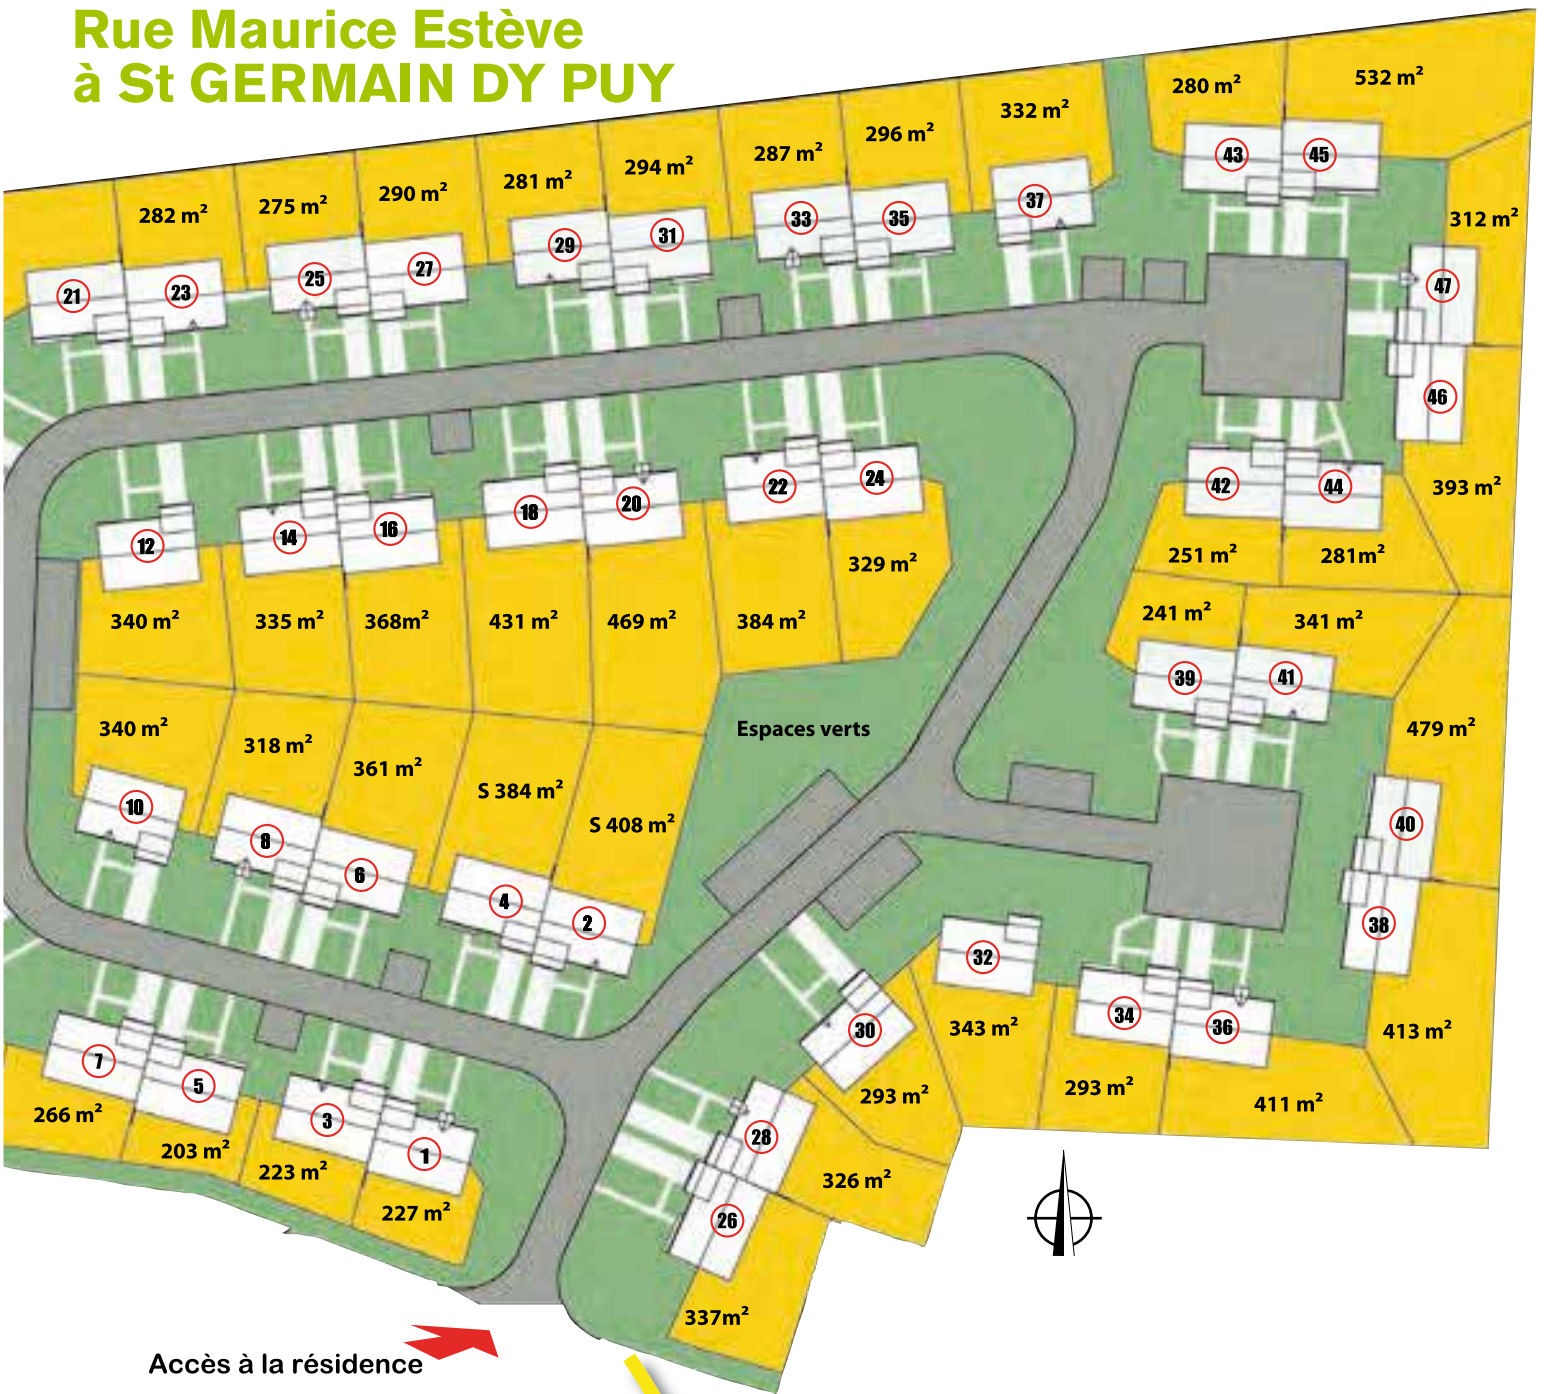 Rue Maurice Estève
à St GERMAIN DY PUY
280 m²
532 m²
332 m²
296 m²
287 m²
294 m²
281 m²
290 m²
275 m²
282 m²
43
45
37
33
35
29
31
25
27
21
23
312 m²
47
46
393 m²
42
44
251 m²
281m²
22
24
18
20
14
16
12
329 m²
340 m²
335 m²
368m²
431 m²
469 m²
384 m²
241 m²
341 m²
39
41
479 m²
Espaces verts
340 m²
318 m²
361 m²
S 384 m²
S 408 m²
10
8
6
4
2
40
38
32
34
36
30
343 m²
293 m²
293 m²
411 m²
413 m²
7
5
3
1
28
26
266 m²
203 m²
223 m²
227 m²
326 m²
337m²
Accès à la résidence